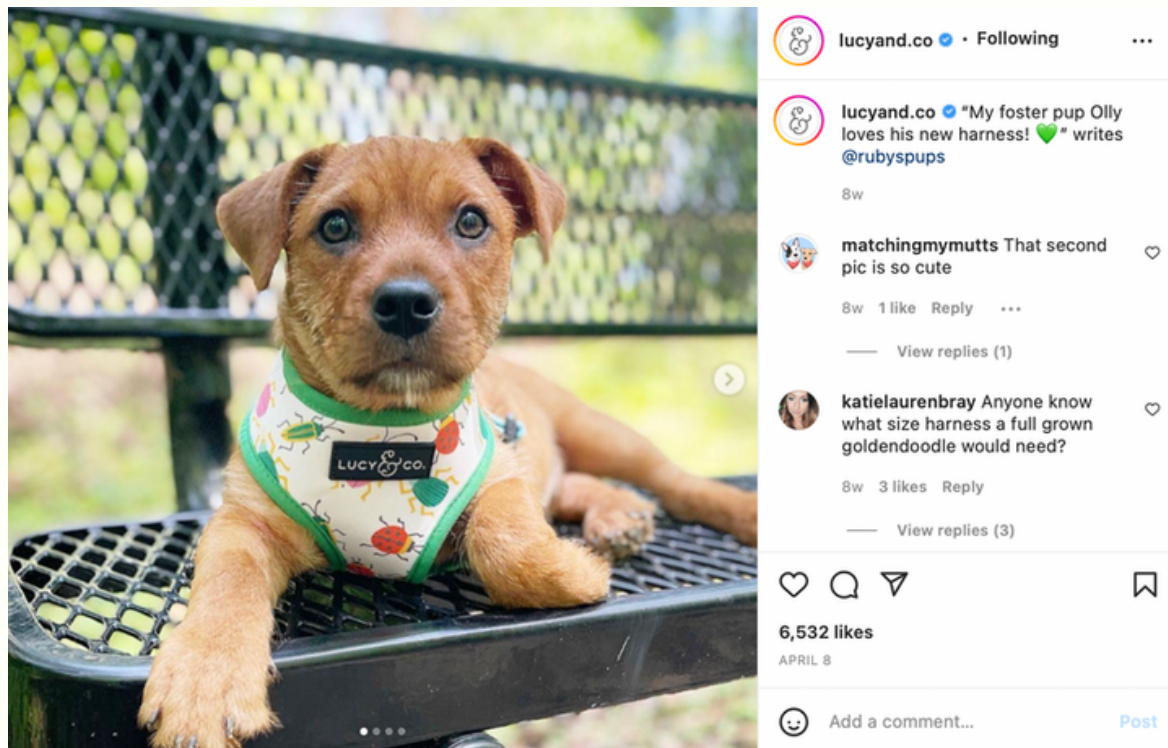 LUCY & CO.
lucyand.co • Following
lucyand.co "My foster pup Olly
loves his new harness! 💚" writes
@rubyspups
8w
matchingmymutts That second
pic is so cute
8w 1 like Reply
View replies (1)
katielaurenbray Anyone know
what size harness a full grown
goldendoodle would need?
8w 3 likes Reply
View replies (3)
6,532 likes
APRIL 8
Add a comment... Post